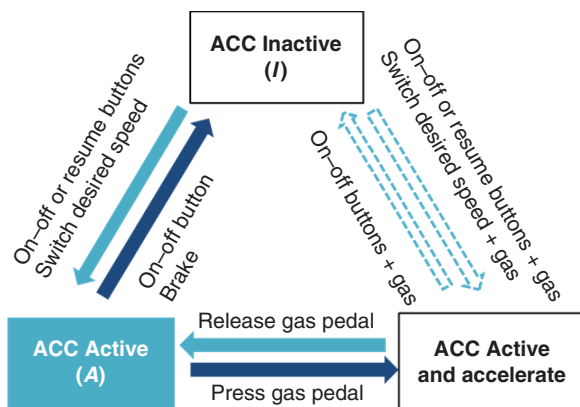 ACC Inactive
(I)
On–off or resume buttons
Switch desired speed
On–off button
Brake
On–off or resume buttons + gas
Switch desired speed + gas
On–off buttons + gas
ACC Active
(A)
Release gas pedal
Press gas pedal
ACC Active
and accelerate